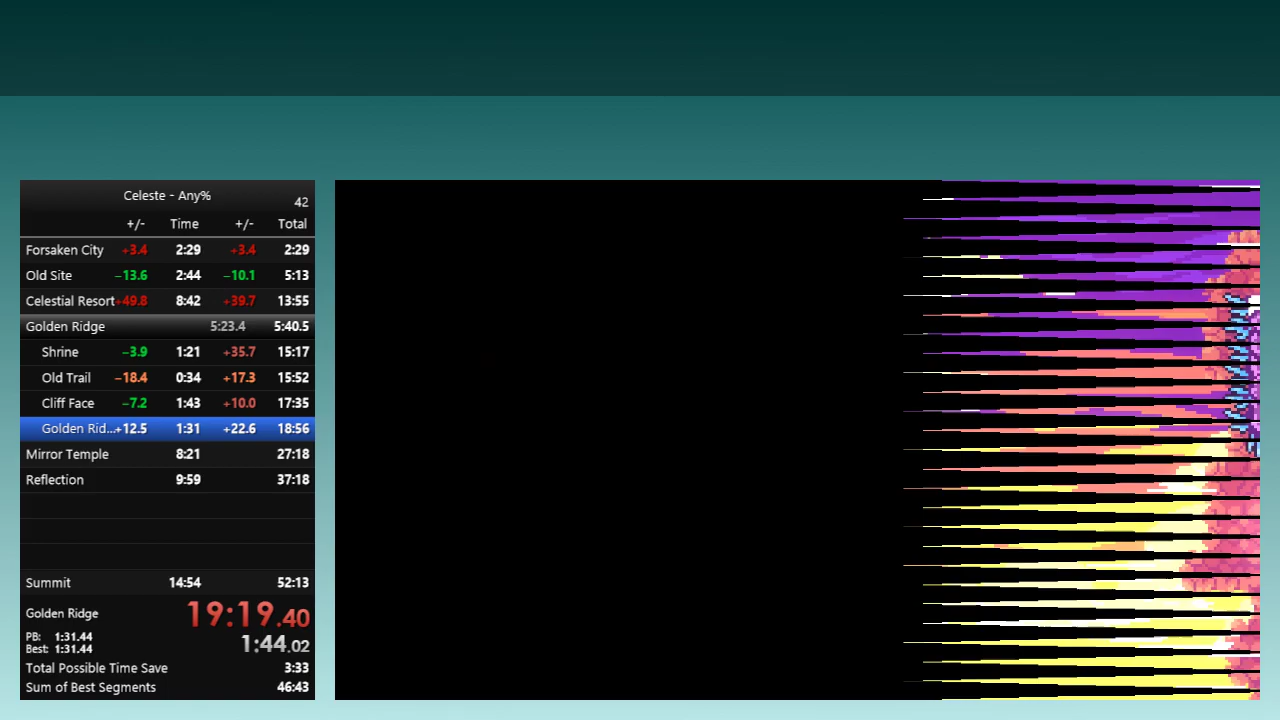 Celeste - Any%
42
+/- Time +/- Total
Forsaken City +3.4 2:29 +3.4 2:29
Old Site −13.6 2:44 −10.1 5:13
Celestial Resort +49.8 8:42 +39.7 13:55
Golden Ridge 5:23.4 5:40.5
Shrine −3.9 1:21 +35.7 15:17
Old Trail −18.4 0:34 +17.3 15:52
Cliff Face −7.2 1:43 +10.0 17:35
Golden Rid... +12.5 1:31 +22.6 18:56
Mirror Temple 8:21 27:18
Reflection 9:59 37:18
Summit 14:54 52:13
Golden Ridge 19:19.40
PB: 1:31.44
Best: 1:31.44 1:44.02
Total Possible Time Save 3:33
Sum of Best Segments 46:43